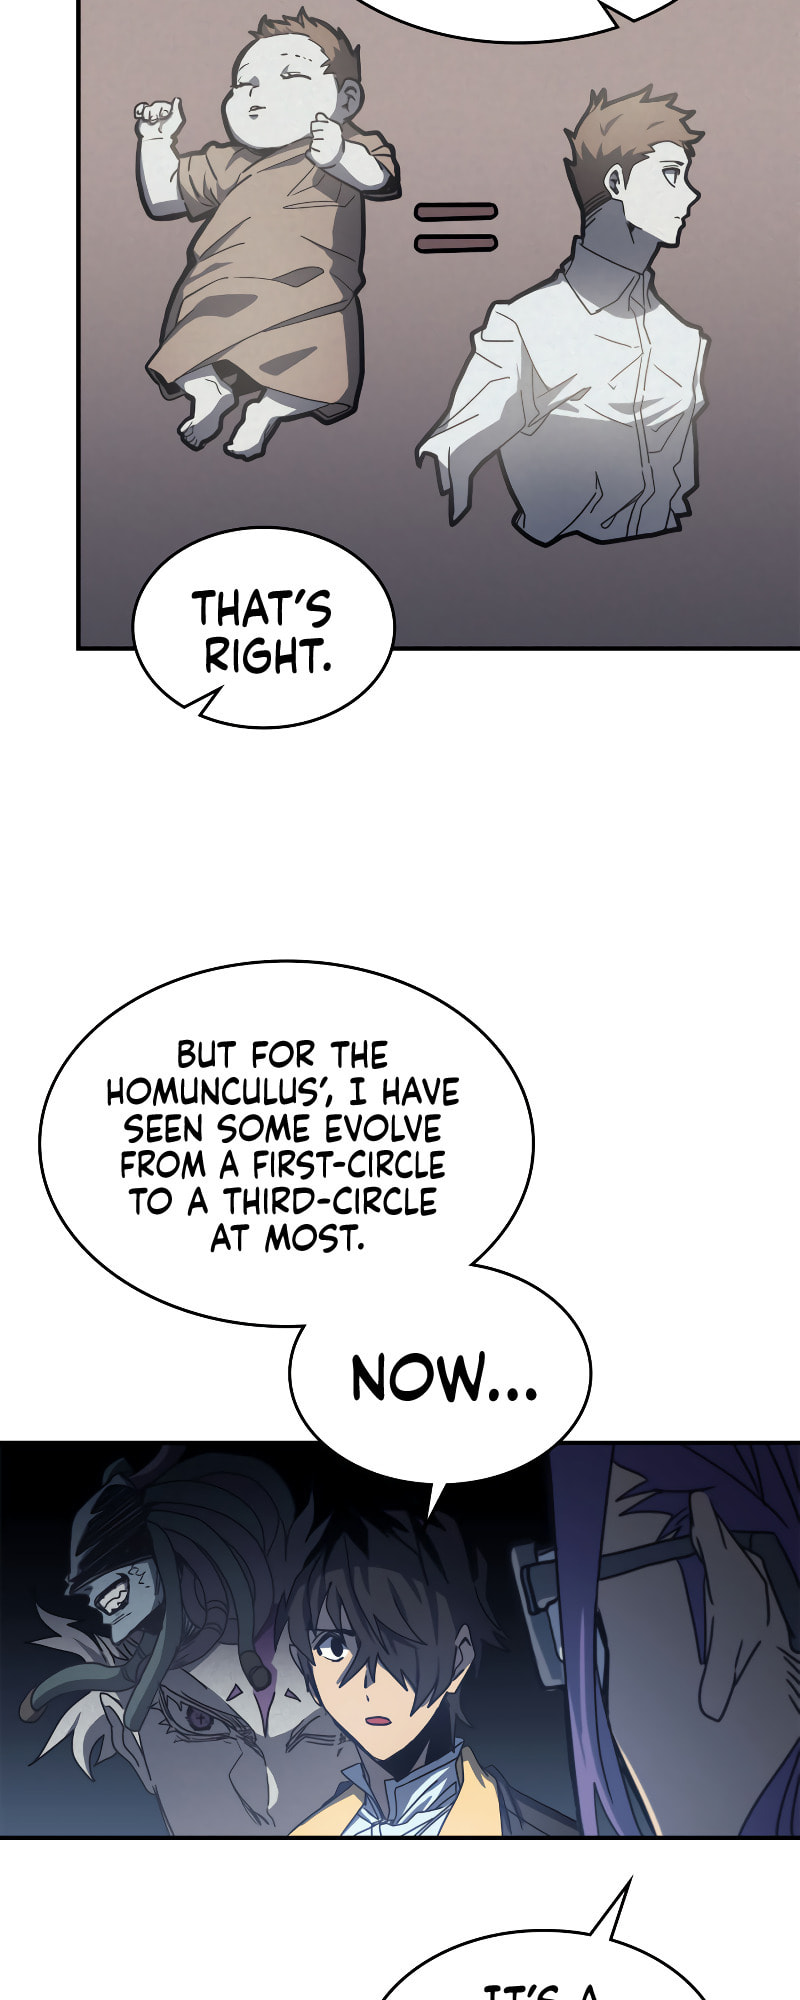 THAT'S
RIGHT.
BUT FOR THE
HOMUNCULUS', I HAVE
SEEN SOME EVOLVE
FROM A FIRST-CIRCLE
TO A THIRD-CIRCLE
AT MOST.
NOW...
IT'S A